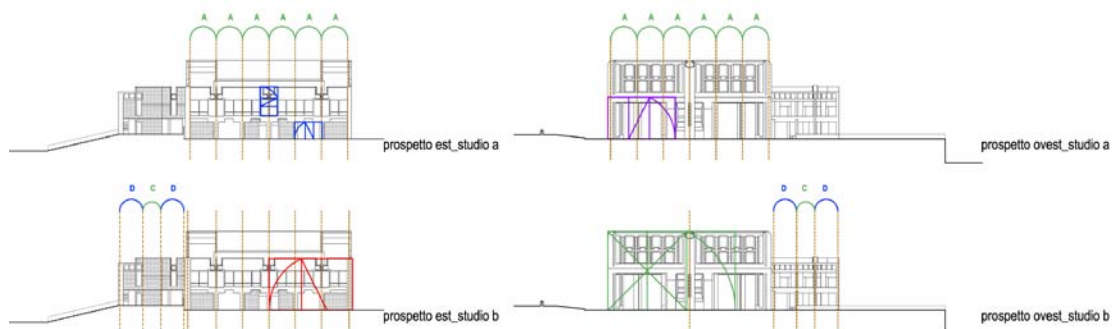 A A A A A A
A A A A A A
prospetto est_studio a
prospetto ovest_studio a
D C D
D C D
prospetto est_studio b
prospetto ovest_studio b